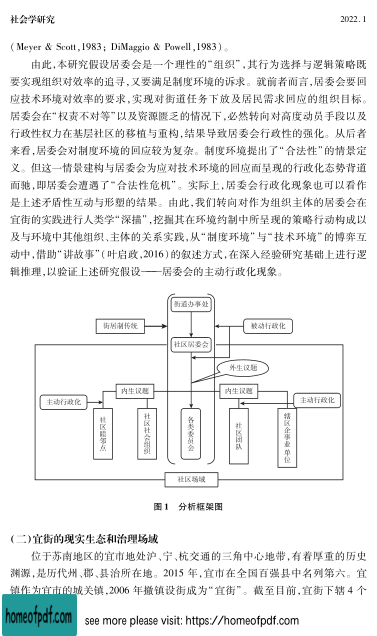 社会学研究 2022.1
(Meyer & Scott,1983; DiMaggio & Powell,1983)。
由此,本研究假设居委会是一个理性的“组织”,其行为选择与逻辑策略既
要实现组织对效率的追寻,又要满足制度环境的诉求。就前者而言,居委会要回
应技术环境对效率的要求,实现对街道任务下放及居民需求回应的组织目标。
居委会在“权责不对等”以及资源匮乏的情况下,必然转向对高度动员手段以及
行政性权力在基层社区的移植与重构,结果导致居委会行政性的强化。从后者
来看,居委会对制度环境的回应较为复杂。制度环境提出了“合法性”的情景定
义。但这一情景建构与居委会为应对技术环境的回应而呈现的行政化态势背道
而驰,即居委会遭遇了“合法性危机”。实际上,居委会行政化现象也可以看作
是上述矛盾性互动与形塑的结果。由此,我们转向对作为组织主体的居委会在
宜街的实践进行人类学“深描”,挖掘其在环境约制中所呈现的策略行动构成以
及与环境中其他组织、主体的关系实践,从“制度环境”与“技术环境”的博弈互
动中,借助“讲故事”(叶启政,2016)的叙述方式,在深入经验研究基础上进行逻
辑推理,以验证上述研究假设——居委会的主动行政化现象。
街道办事处
街居制传统
被动行政化
社区居委会
外生议题
内生议题
内生议题
主动行政化
主动行政化
社区能邻点
社区社会组织
各类委员会
社区团队
辖区企事业单位
社区场域
图 1 分析框架图
(二)宜街的现实生态和治理场域
位于苏南地区的宜市地处沪、宁、杭交通的三角中心地带,有着厚重的历史
渊源,是历代州、郡、县治所在地。2015 年,宜市在全国百强县中名列第六。宜
镇作为宜市的城关镇,2006 年撤镇设街成为“宜街”。截至目前,宜街下辖 4 个
homeofpdf.com
see more please visit: https://homeofpdf.com